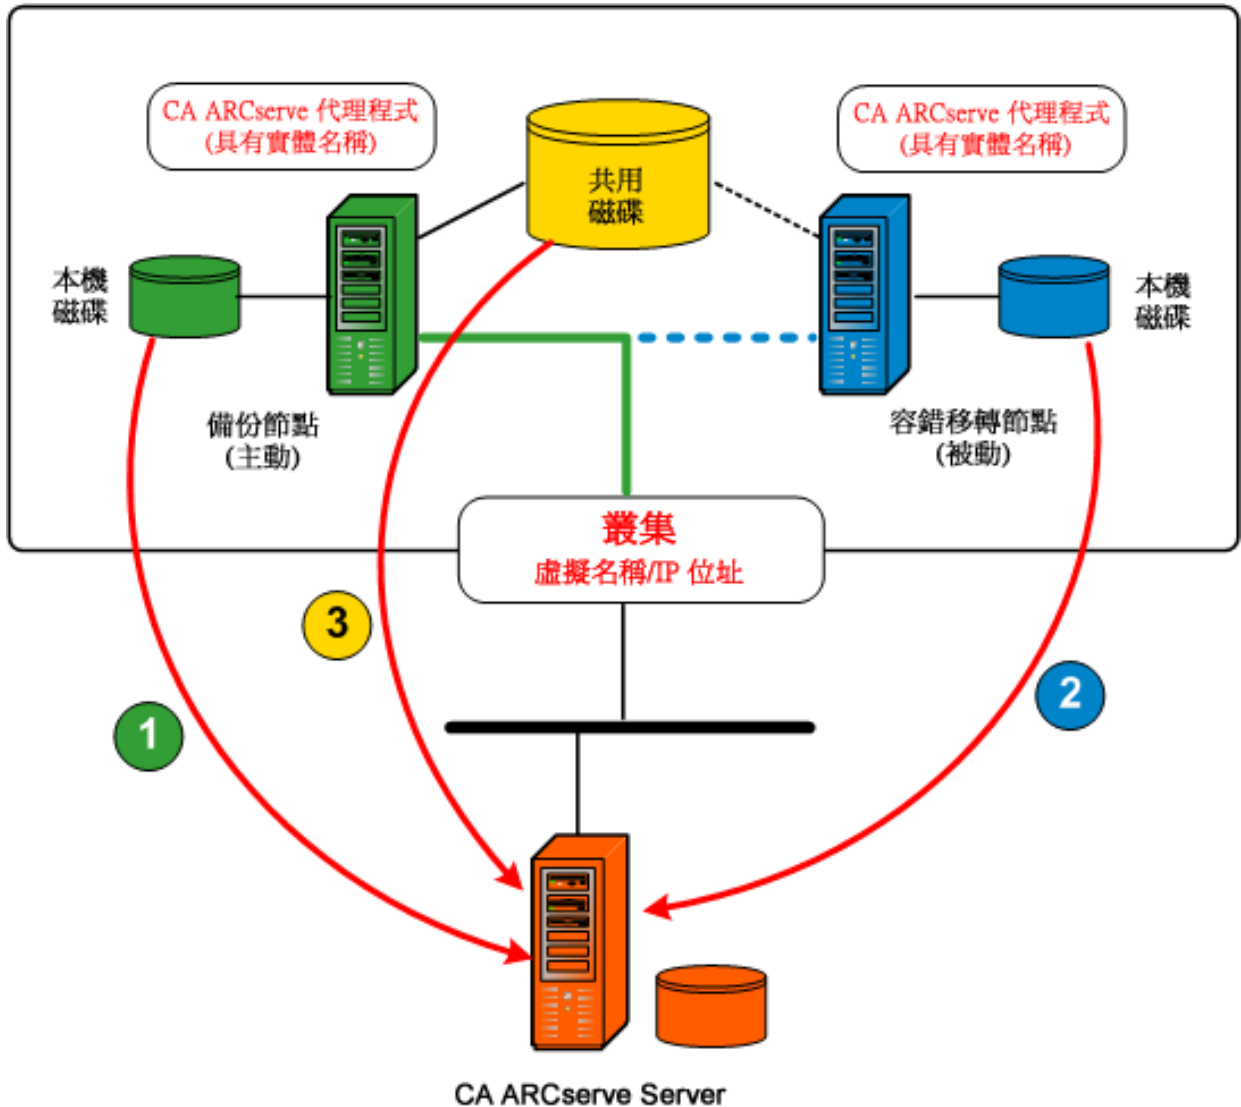 CA ARCserve 代理程式
(具有實體名稱)
共用
磁碟
CA ARCserve 代理程式
(具有實體名稱)
本機
磁碟
本機
磁碟
備份節點
(主動)
容錯移轉節點
(被動)
叢集
虛擬名稱/IP 位址
3
2
1
CA ARCserve Server